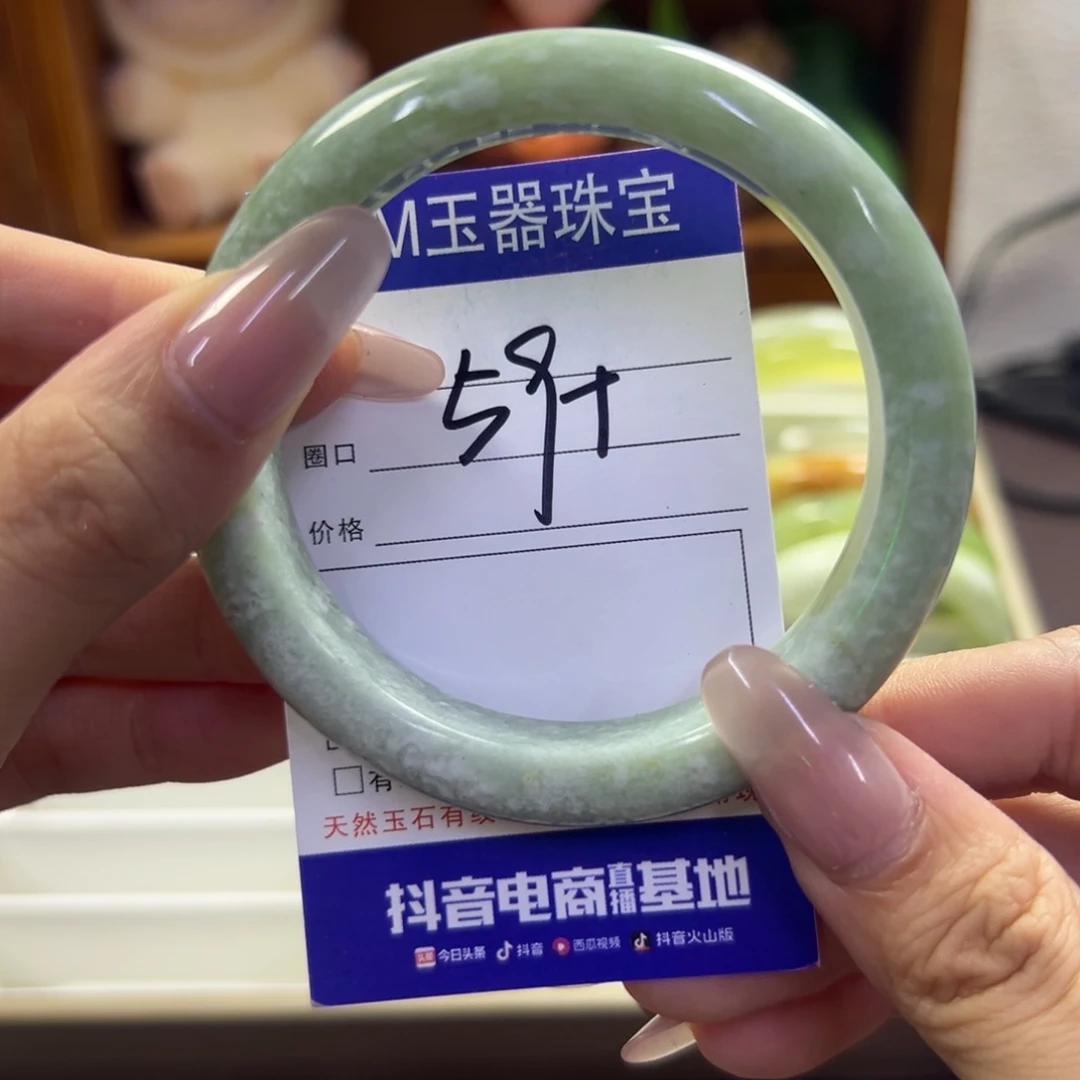 M玉器珠宝
59+
圈口
价格
有
天然玉石有
抖音电商直播基地
今日头条 抖音 西瓜视频 抖音火山版